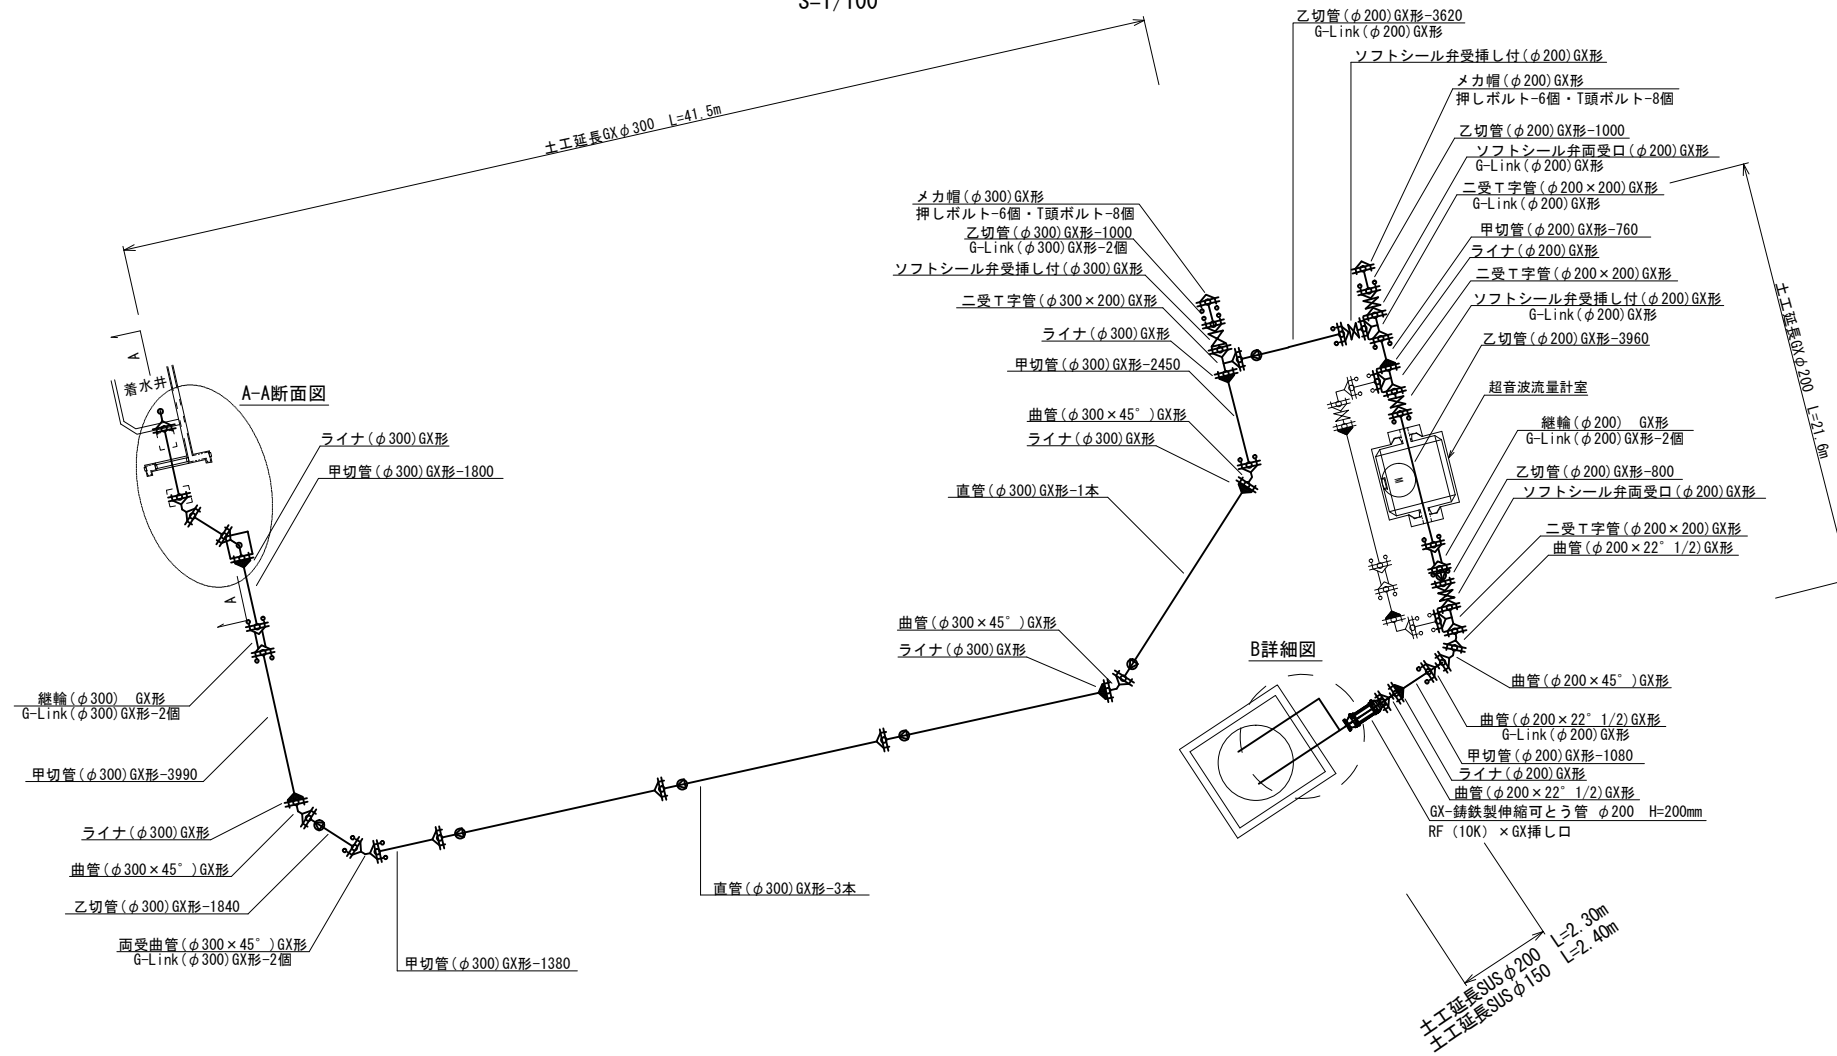 S=1/100
土工延長GXφ300 L=41.5m
乙切管(φ200)GX形-3620
G-Link(φ200)GX形
ソフトシール弁受挿し付(φ200)GX形
メカ帽(φ200)GX形
押しボルト-6個・T頭ボルト-8個
乙切管(φ200)GX形-1000
ソフトシール弁両受口(φ200)GX形
G-Link(φ200)GX形
二受T字管(φ200×200)GX形
G-Link(φ200)GX形
甲切管(φ200)GX形-760
ライナ(φ200)GX形
二受T字管(φ200×200)GX形
ソフトシール弁受挿し付(φ200)GX形
G-Link(φ200)GX形
乙切管(φ200)GX形-3960
超音波流量計室
M
継輪(φ200) GX形
G-Link(φ200)GX形-2個
乙切管(φ200)GX形-800
ソフトシール弁両受口(φ200)GX形
二受T字管(φ200×200)GX形
曲管(φ200×22°1/2)GX形
土工延長GXφ200 L=21.6m
メカ帽(φ300)GX形
押しボルト-6個・T頭ボルト-8個
乙切管(φ300)GX形-1000
G-Link(φ300)GX形-2個
ソフトシール弁受挿し付(φ300)GX形
二受T字管(φ300×200)GX形
ライナ(φ300)GX形
甲切管(φ300)GX形-2450
曲管(φ300×45°)GX形
ライナ(φ300)GX形
直管(φ300)GX形-1本
曲管(φ300×45°)GX形
ライナ(φ300)GX形
A
着水井
A-A断面図
ライナ(φ300)GX形
甲切管(φ300)GX形-1800
A
継輪(φ300) GX形
G-Link(φ300)GX形-2個
甲切管(φ300)GX形-3990
ライナ(φ300)GX形
曲管(φ300×45°)GX形
乙切管(φ300)GX形-1840
両受曲管(φ300×45°)GX形
G-Link(φ300)GX形-2個
甲切管(φ300)GX形-1380
直管(φ300)GX形-3本
B詳細図
曲管(φ200×45°)GX形
曲管(φ200×22°1/2)GX形
G-Link(φ200)GX形
甲切管(φ200)GX形-1080
ライナ(φ200)GX形
曲管(φ200×22°1/2)GX形
GX-鋳鉄製伸縮可とう管 φ200 H=200mm
RF (10K) ×GX挿し口
土工延長SUSφ200 L=2.30m
土工延長SUSφ150 L=2.40m